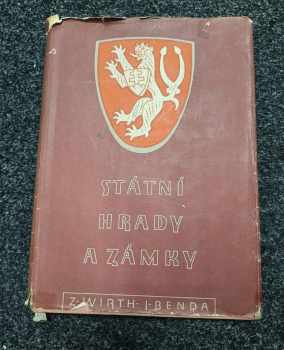 STÁTNÍ
HRADY
A ZÁMKY
Z. WIRTH - J. BENDA